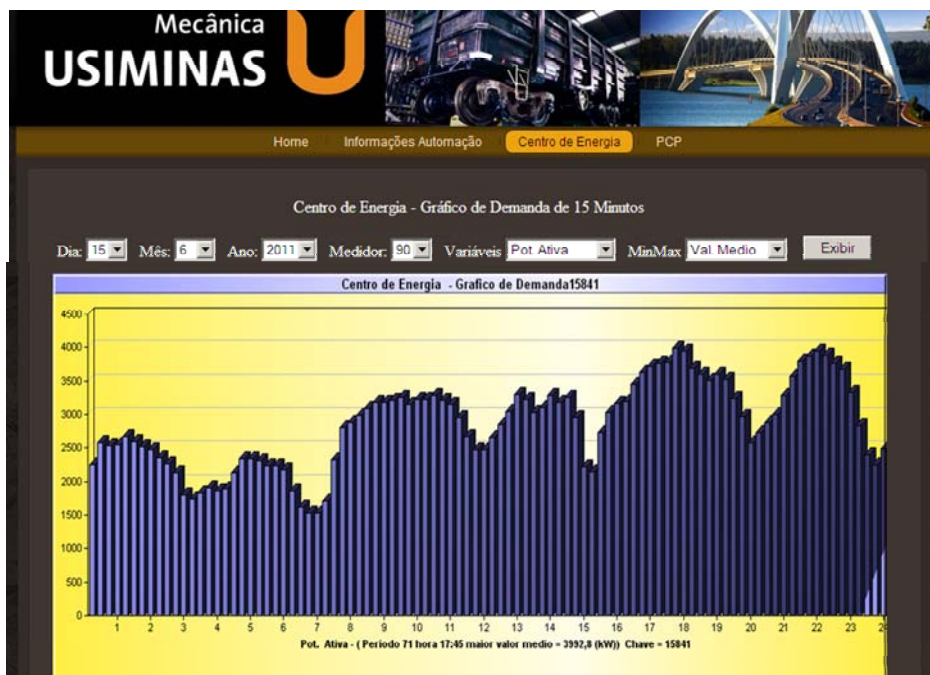 Mecânica
USIMINAS
Home Informações Automação Centro de Energia PCP
Centro de Energia - Gráfico de Demanda de 15 Minutos
Dia: 15 Mês: 6 Ano: 2011 Medidor: 90 Variáveis Pot. Ativa MinMax Val. Medio Exibir
Centro de Energia - Grafico de Demanda15841
4500
4000
3500
3000
2500
2000
1500
1000
500
0
1 2 3 4 5 6 7 8 9 10 11 12 13 14 15 16 17 18 19 20 21 22 23 24
Pot. Ativa - ( Periodo 71 hora 17:45 maior valor medio = 3992,8 (kW)) Chave = 15841